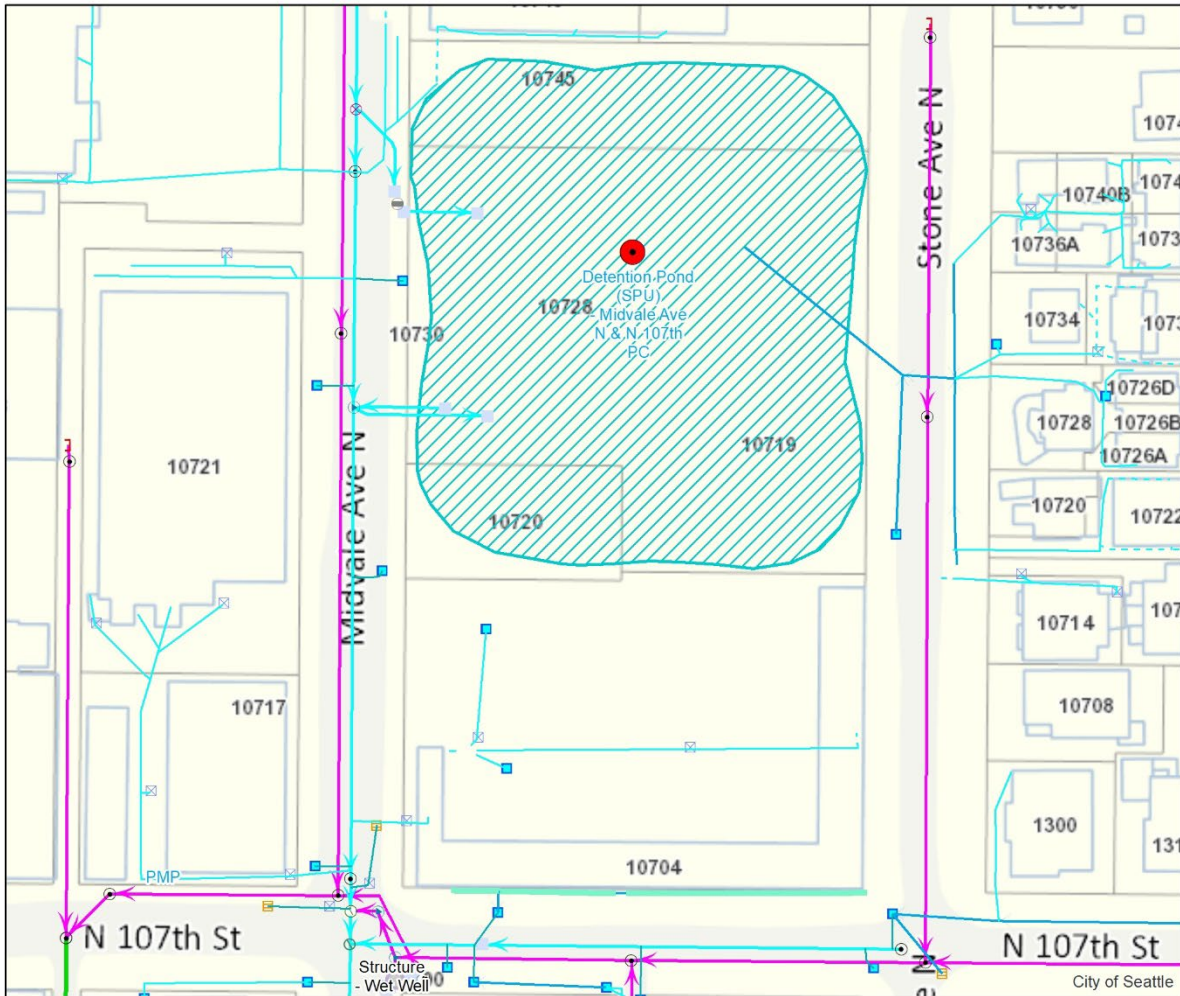 10745
Stone Ave N
10740B
10736A
Detention Pond
(SPU)
- Midvale Ave
N & N 107th
PC
10728
10730
10734
10719
10726D
10728
10726B
10726A
10721
Midvale Ave N
10720
10720
10722
10714
10717
10708
1300
10704
PMP
N 107th St
N 107th St
Structure
- Wet Well
City of Seattle